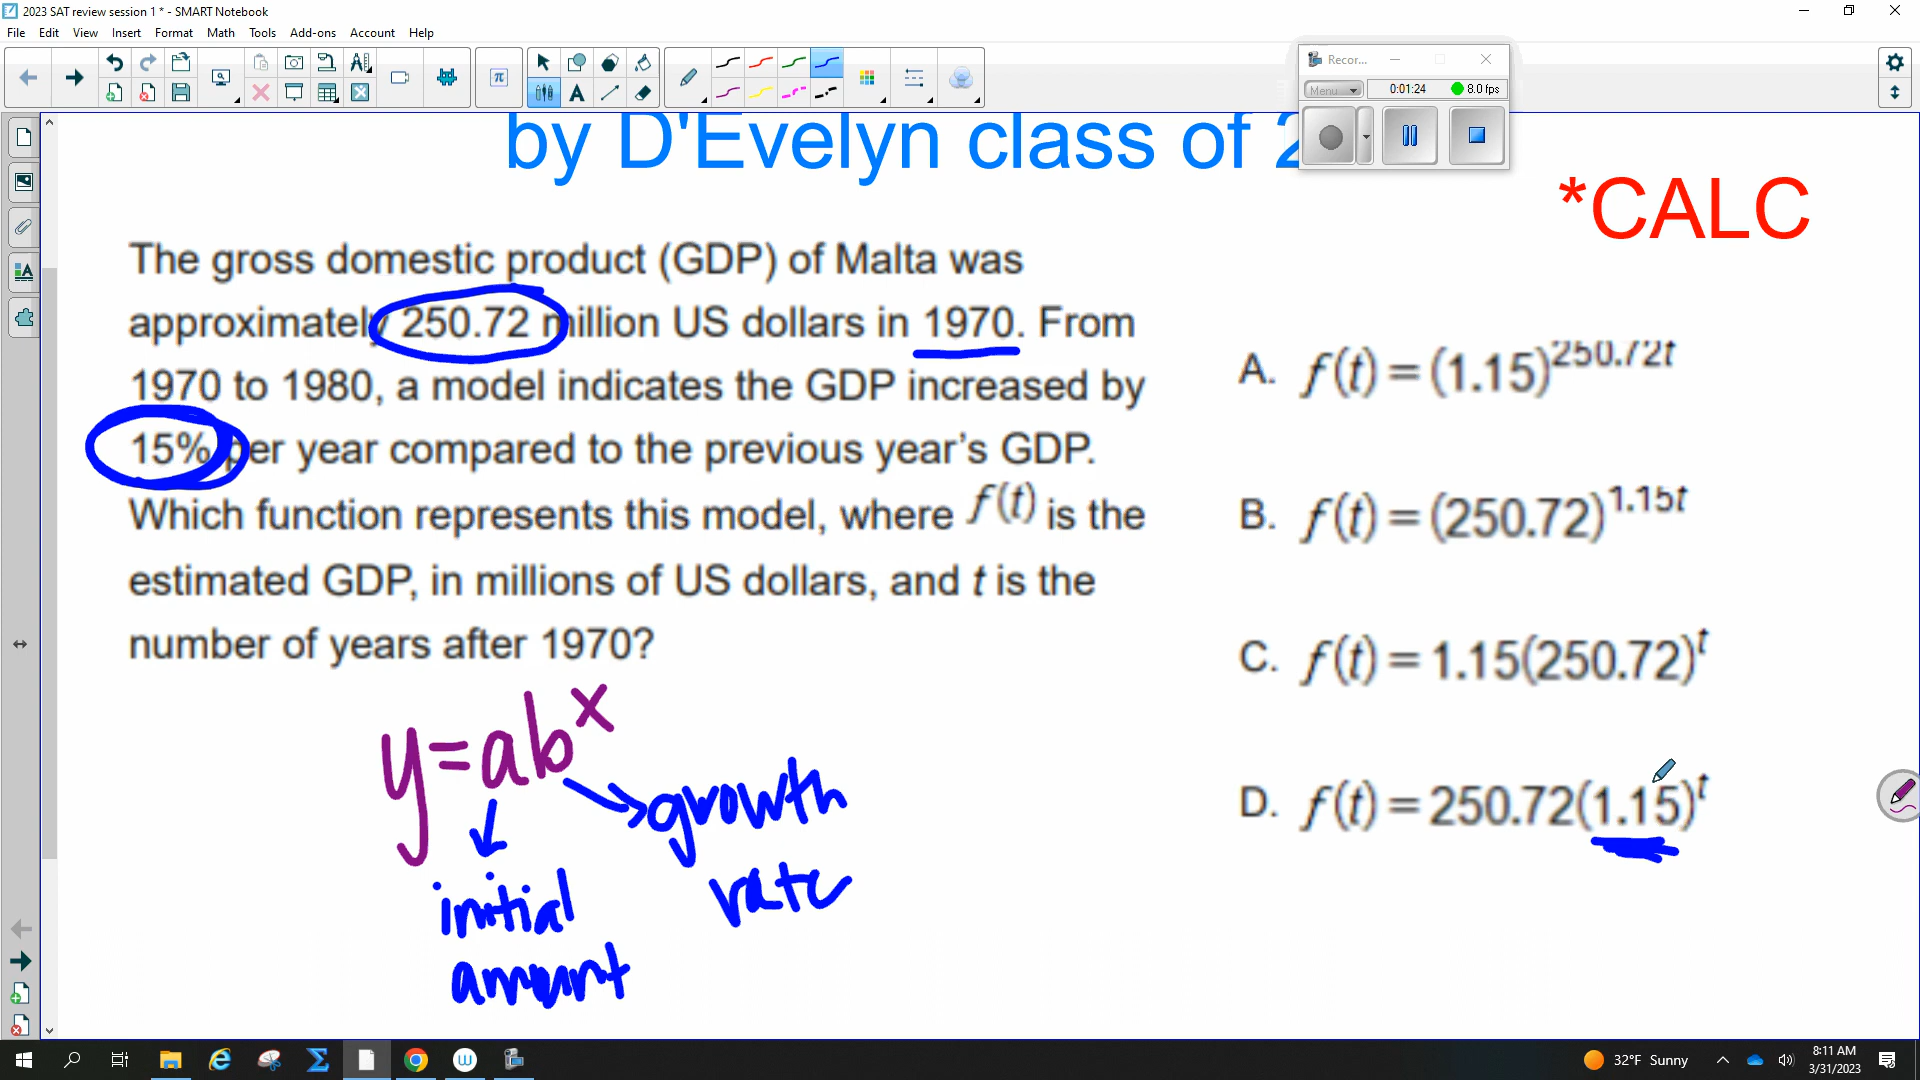 2023 SAT review session 1 * - SMART Notebook
File Edit View Insert Format Math Tools Add-ons Account Help
Recor...
Menu
0:01:24
8.0 fps
by D'Evelyn class of
*CALC
The gross domestic product (GDP) of Malta was
approximately 250.72 million US dollars in 1970. From
1970 to 1980, a model indicates the GDP increased by
15% per year compared to the previous year's GDP.
Which function represents this model, where f(t) is the
estimated GDP, in millions of US dollars, and t is the
number of years after 1970?
A. f(t) = (1.15)^250.72t
B. f(t) = (250.72)^1.15t
C. f(t) = 1.15(250.72)^t
D. f(t) = 250.72(1.15)^t
y=ab^x
growth
rate
initial
amount
32°F Sunny
8:11 AM
3/31/2023